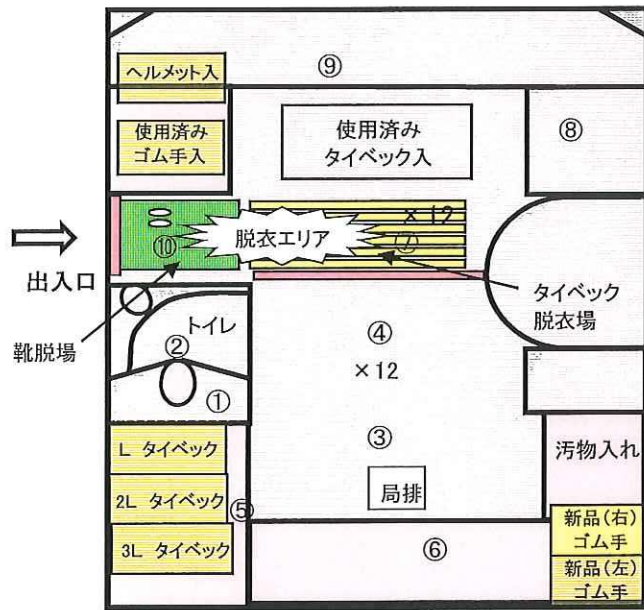 ⑨
ヘルメット入
使用済み
ゴム手入
使用済み
タイベック入
⑧
×12
⑩
脱衣エリア
⑦
出入口
タイベック
脱衣場
靴脱場
トイレ
②
①
④
×12
③
局排
L タイベック
2L タイベック
3L タイベック
⑤
⑥
汚物入れ
新品(右)
ゴム手
新品(左)
ゴム手